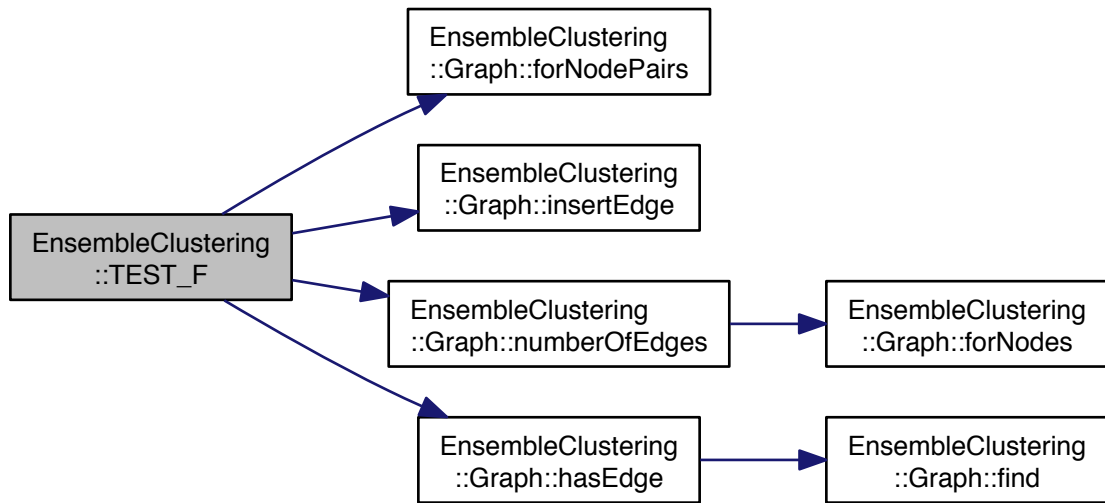 EnsembleClustering
::Graph::forNodePairs
EnsembleClustering
::Graph::insertEdge
EnsembleClustering
::TEST_F
EnsembleClustering
::Graph::numberOfEdges
EnsembleClustering
::Graph::forNodes
EnsembleClustering
::Graph::hasEdge
EnsembleClustering
::Graph::find